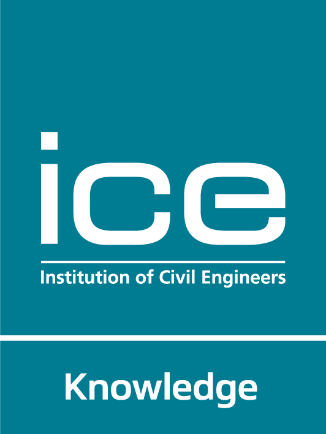 ice
Institution of Civil Engineers
Knowledge